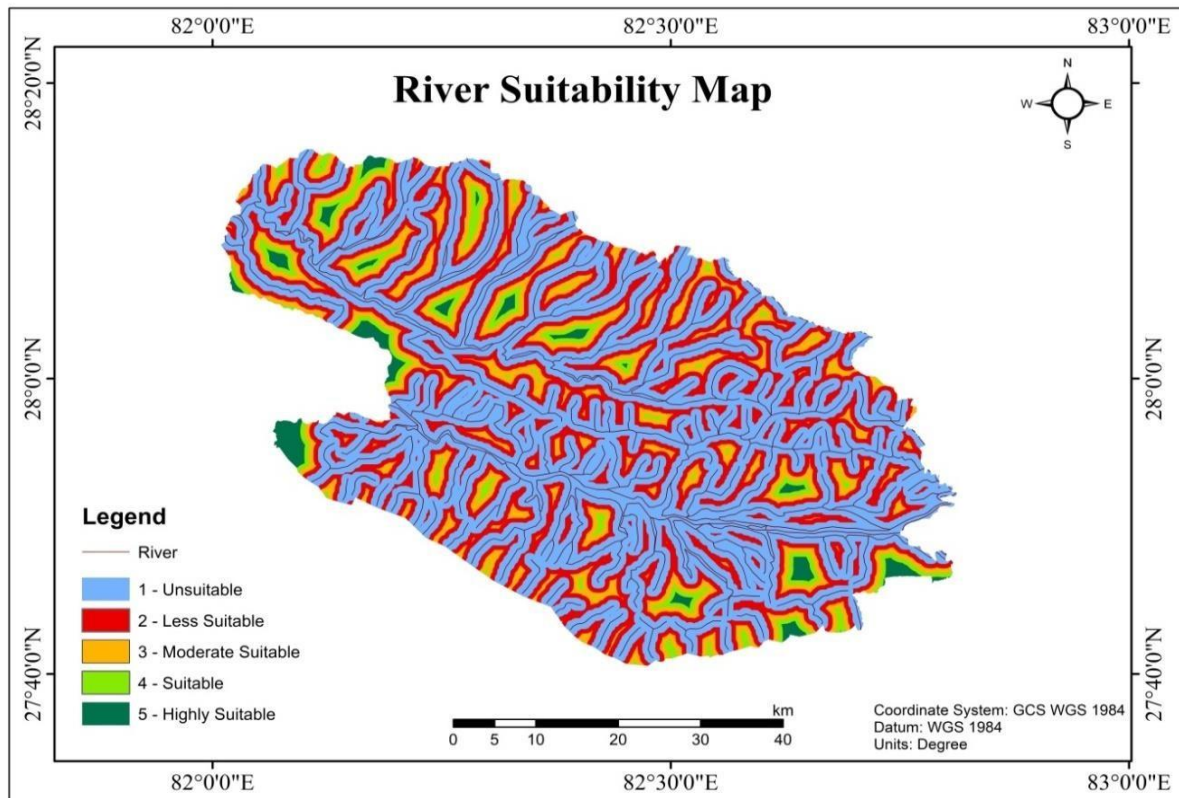 82°0'0"E 82°30'0"E 83°0'0"E
River Suitability Map
N
W E
S
28°20'0"N
28°0'0"N 28°0'0"N
Legend
River
1 - Unsuitable
2 - Less Suitable
3 - Moderate Suitable
4 - Suitable
5 - Highly Suitable
27°40'0"N 27°40'0"N
km
0 5 10 20 30 40
Coordinate System: GCS WGS 1984
Datum: WGS 1984
Units: Degree
82°0'0"E 82°30'0"E 83°0'0"E